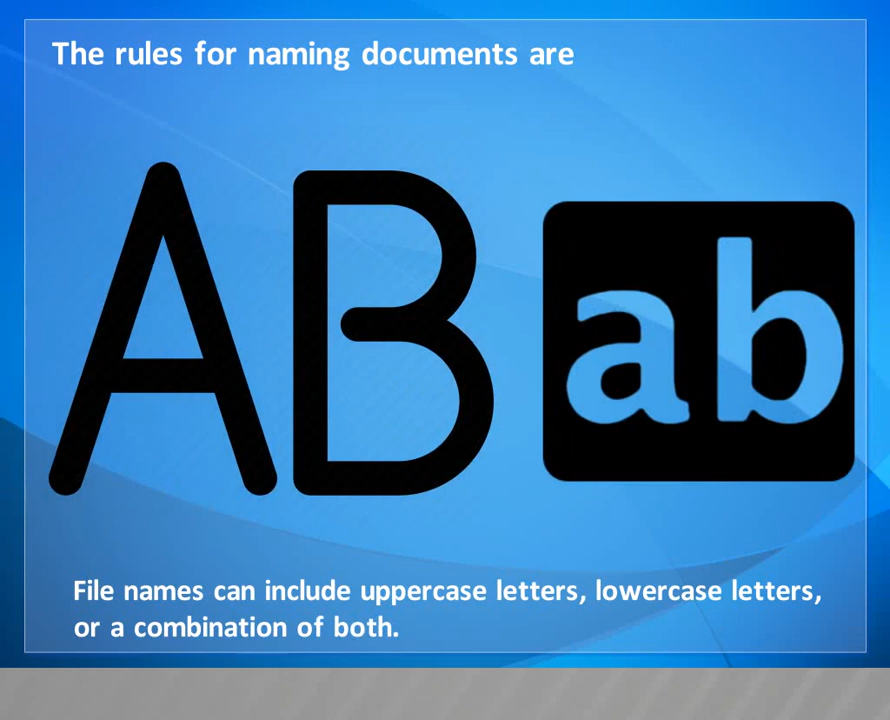 The rules for naming documents are
AB ab
File names can include uppercase letters, lowercase letters,
or a combination of both.